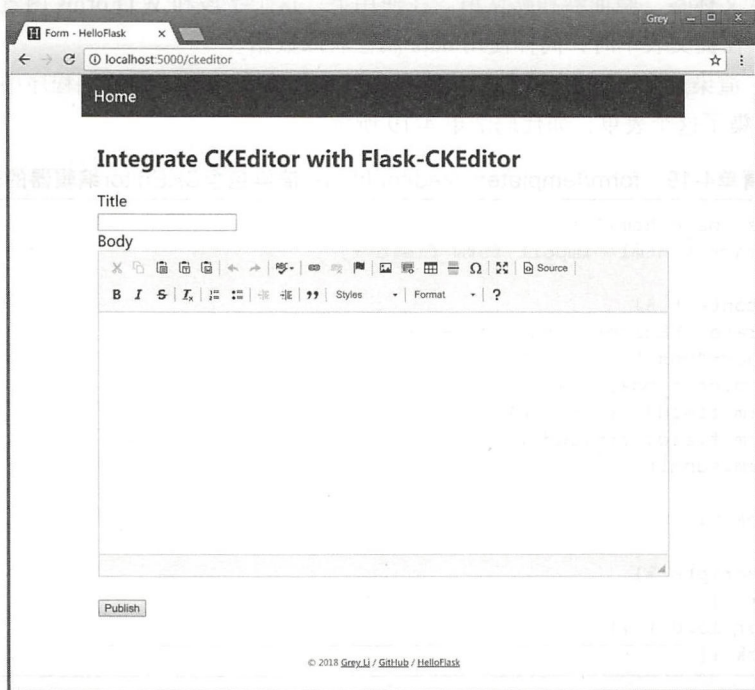 Grey
Form - HelloFlask
localhost:5000/ckeditor
Home
Integrate CKEditor with Flask-CKEditor
Title
Body
Source
B I S Ix Styles Format ?
Publish
© 2018 Grey Li / GitHub / HelloFlask